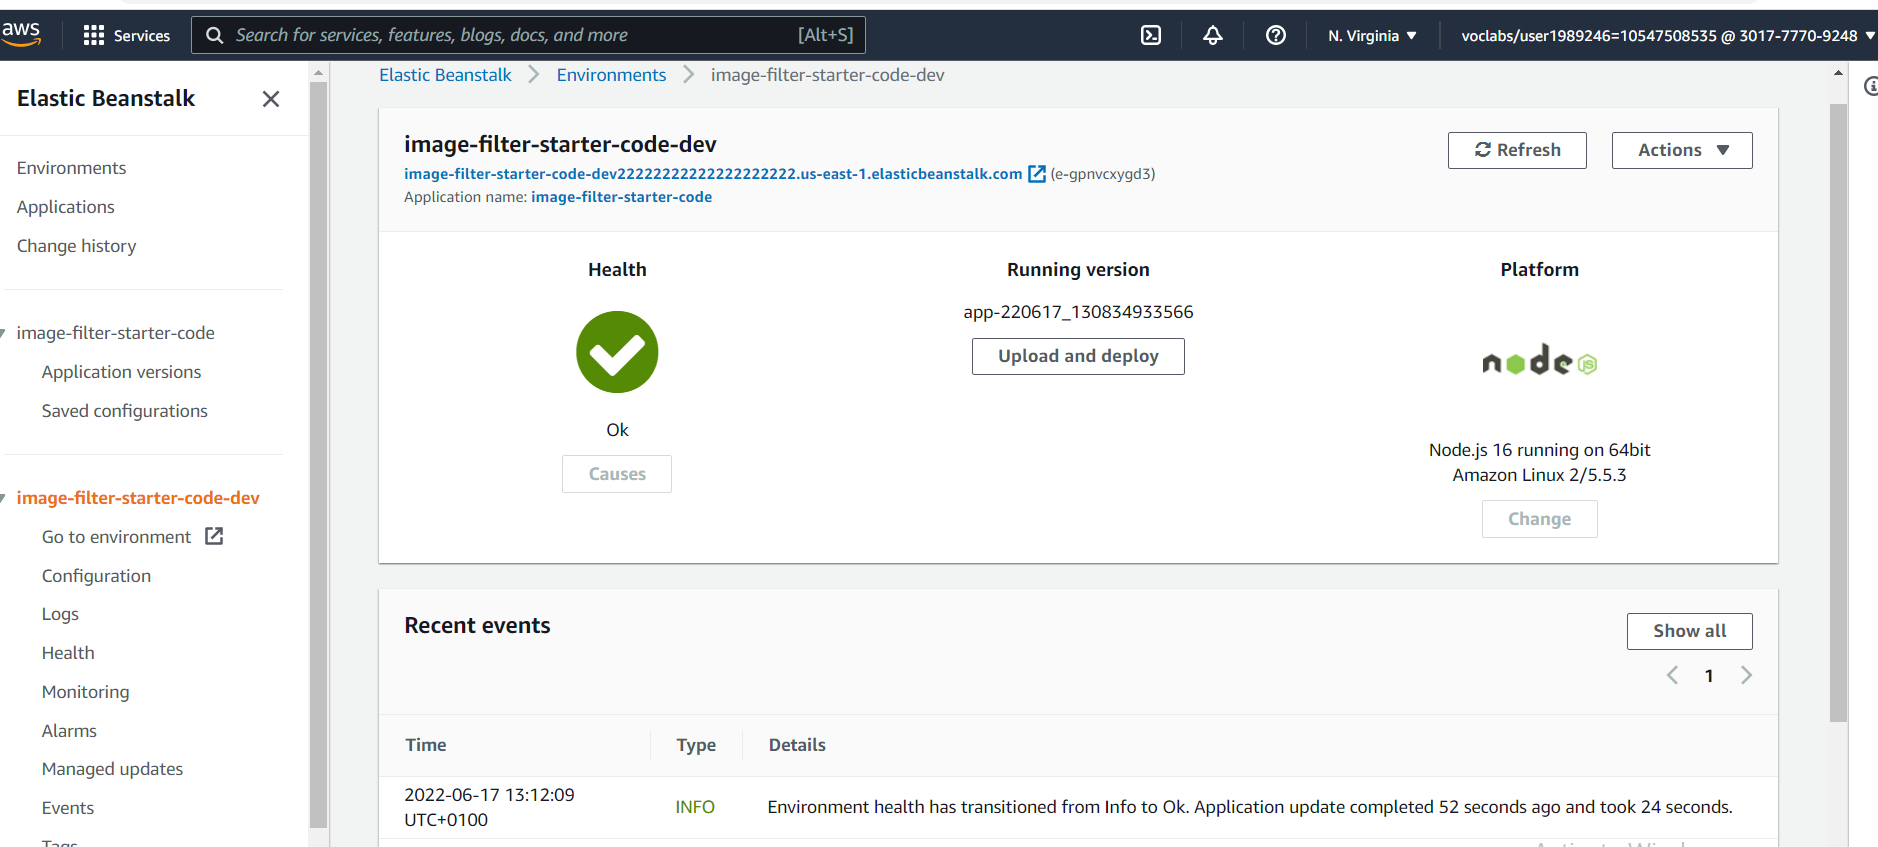 aws
Services
Search for services, features, blogs, docs, and more [Alt+S]
N. Virginia ▼
voclabs/user1989246=10547508535 @ 3017-7770-9248 ▼
Elastic Beanstalk
Environments
Applications
Change history
image-filter-starter-code
Application versions
Saved configurations
image-filter-starter-code-dev
Go to environment
Configuration
Logs
Health
Monitoring
Alarms
Managed updates
Events
Tags
Elastic Beanstalk > Environments > image-filter-starter-code-dev
image-filter-starter-code-dev
image-filter-starter-code-dev22222222222222222222.us-east-1.elasticbeanstalk.com (e-gpnvcxygd3)
Application name: image-filter-starter-code
Refresh
Actions ▼
Health
Ok
Causes
Running version
app-220617_130834933566
Upload and deploy
Platform
node JS
Node.js 16 running on 64bit
Amazon Linux 2/5.5.3
Change
Recent events
Show all
< 1 >
Time Type Details
2022-06-17 13:12:09
UTC+0100
INFO
Environment health has transitioned from Info to Ok. Application update completed 52 seconds ago and took 24 seconds.